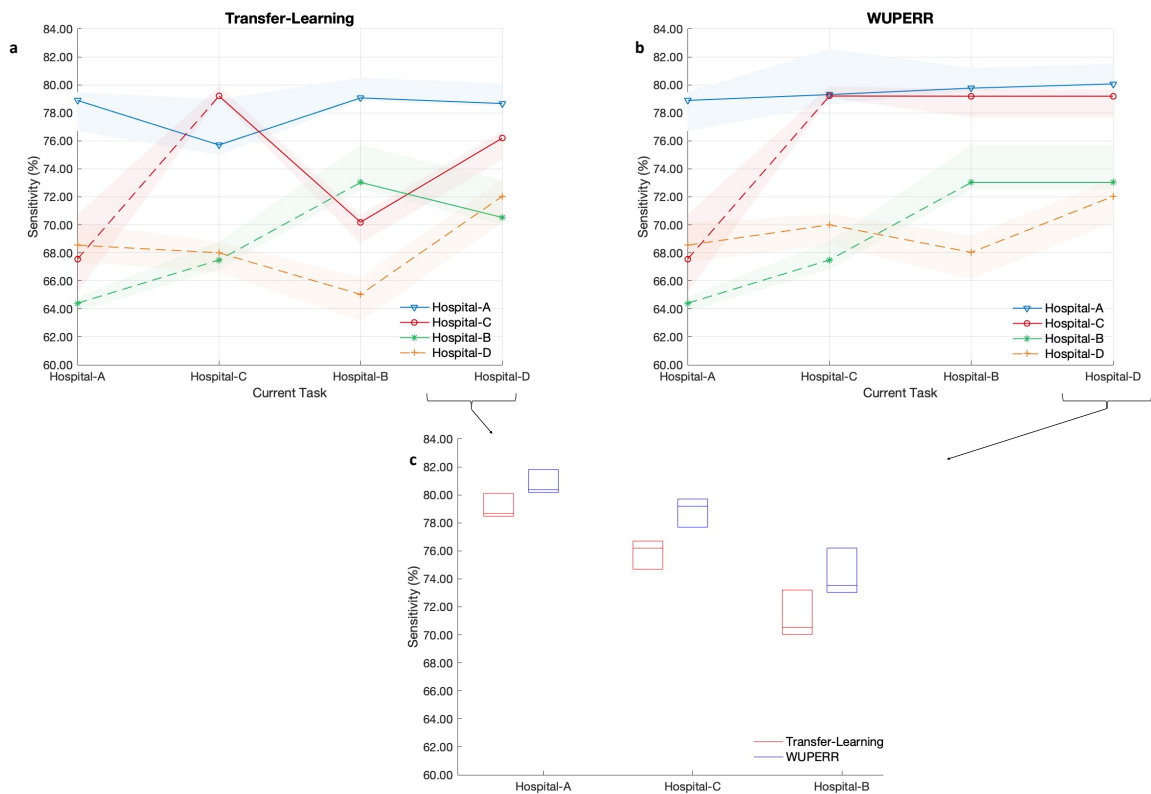 Transfer-Learning
a
84.00
82.00
80.00
78.00
76.00
74.00
72.00
70.00
68.00
66.00
64.00
62.00
60.00
Sensitivity (%)
Hospital-A
Hospital-C
Hospital-B
Hospital-D
Hospital-A
Hospital-C
Hospital-B
Hospital-D
Current Task
WUPERR
b
84.00
82.00
80.00
78.00
76.00
74.00
72.00
70.00
68.00
66.00
64.00
62.00
60.00
Sensitivity (%)
Hospital-A
Hospital-C
Hospital-B
Hospital-D
Hospital-A
Hospital-C
Hospital-B
Hospital-D
Current Task
c
84.00
82.00
80.00
78.00
76.00
74.00
72.00
70.00
68.00
66.00
64.00
62.00
60.00
Sensitivity (%)
Transfer-Learning
WUPERR
Hospital-A
Hospital-C
Hospital-B